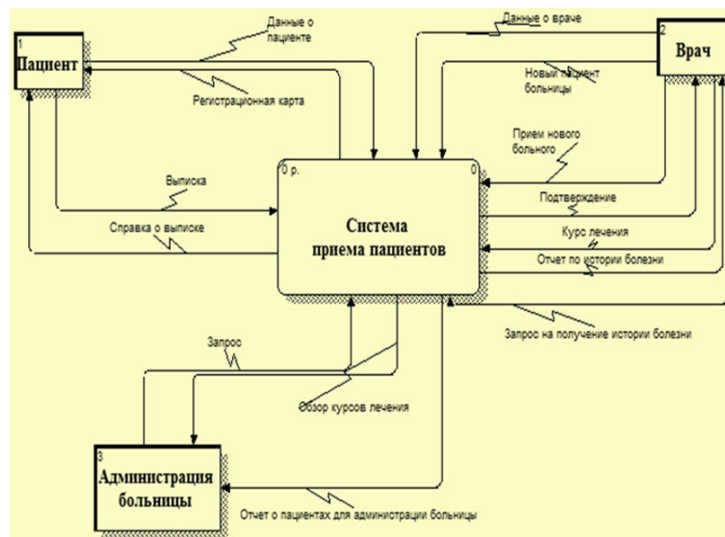 1
Пациент
Данные о
пациенте
Данные о враче
2
Врач
Регистрационная карта
Новый пациент
больницы
Прием нового
больного
0 р.
0
Система
приема пациентов
Выписка
Справка о выписке
Подтверждение
Курс лечения
Отчет по истории болезни
Запрос на получение истории болезни
Запрос
Обзор курсов лечения
3
Администрация
больницы
Отчет о пациентах для администрации больницы